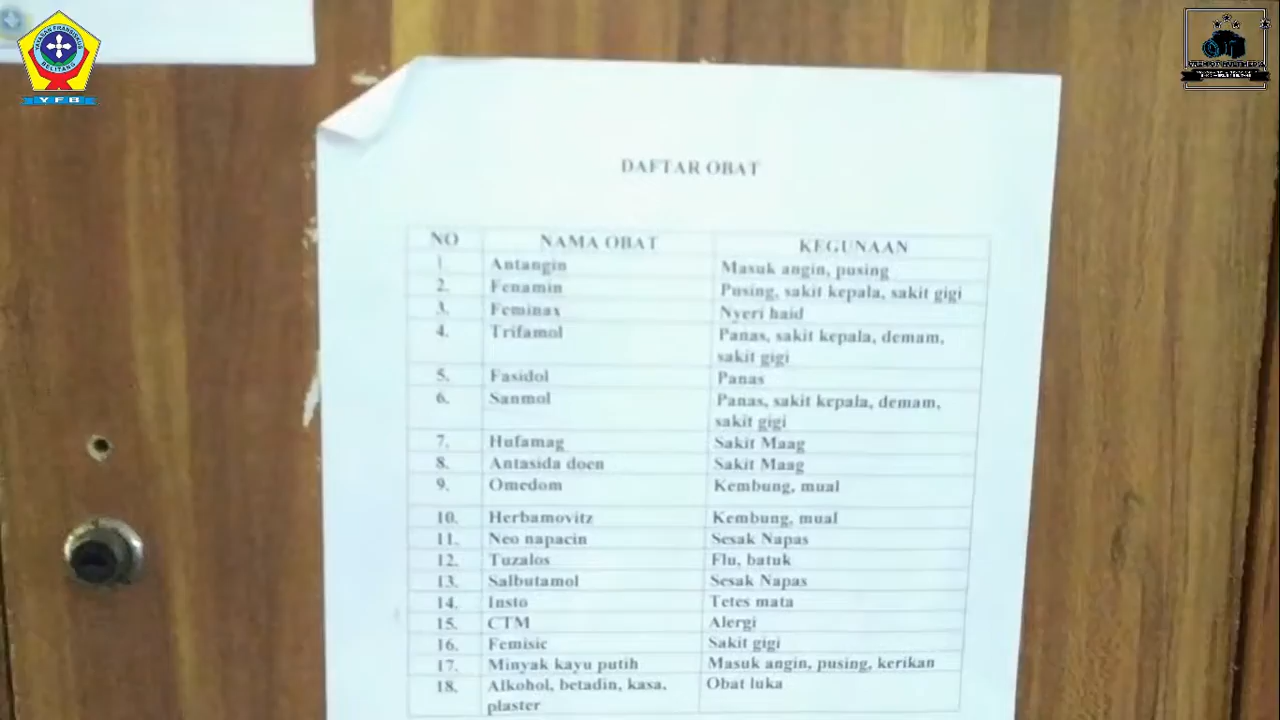 YFB
DAFTAR OBAT
NO NAMA OBAT KEGUNAAN
1. Antangin Masuk angin, pusing
2. Fenamin Pusing, sakit kepala, sakit gigi
3. Feminax Nyeri haid
4. Trifamol Panas, sakit kepala, demam,
sakit gigi
5. Fasidol Panas
6. Sanmol Panas, sakit kepala, demam,
sakit gigi
7. Hufamag Sakit Maag
8. Antasida doen Sakit Maag
9. Omedom Kembung, mual
10. Herbamovitz Kembung, mual
11. Neo napacin Sesak Napas
12. Tuzalos Flu, batuk
13. Salbutamol Sesak Napas
14. Insto Tetes mata
15. CTM Alergi
16. Femisic Sakit gigi
17. Minyak kayu putih Masuk angin, pusing, kerikan
18. Alkohol, betadin, kasa, Obat luka
plaster